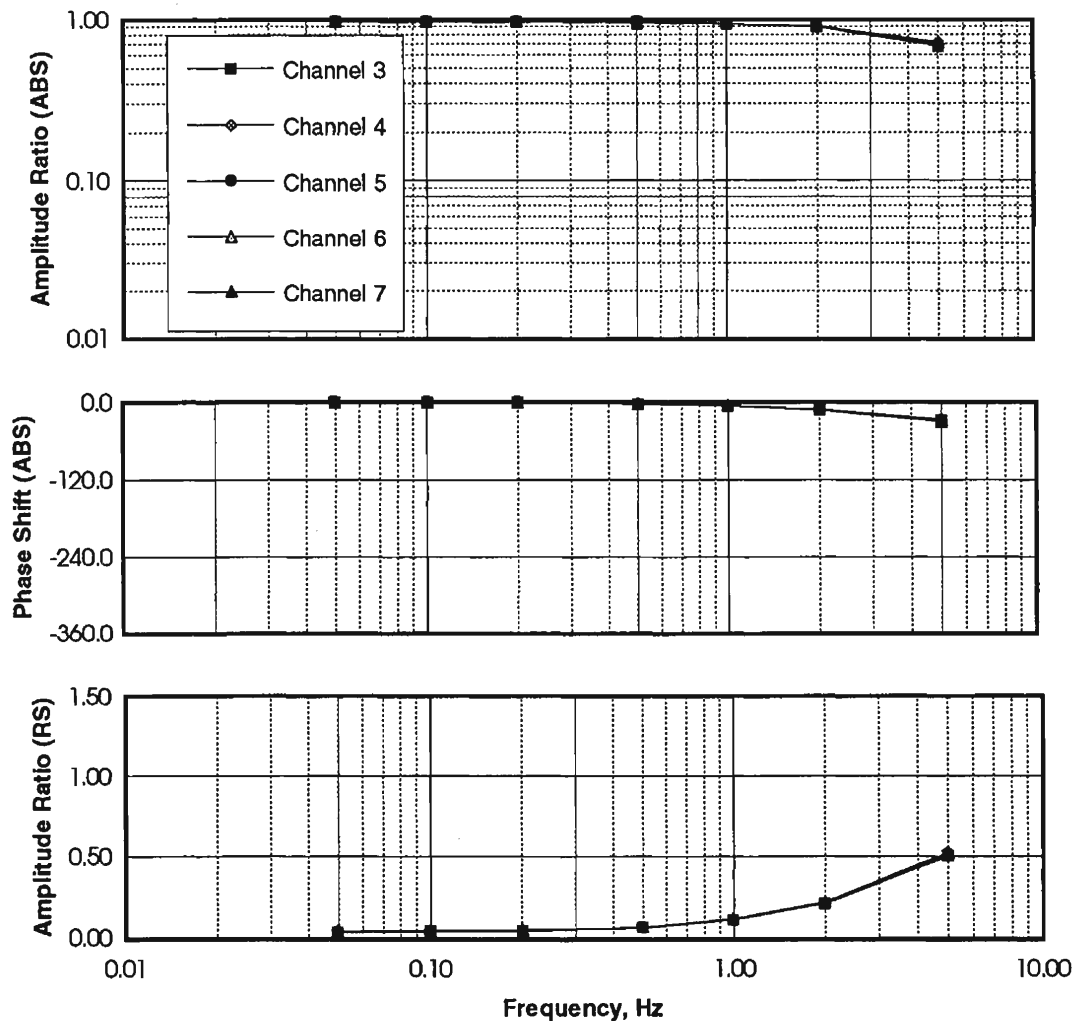 Amplitude Ratio (ABS)
1.00
0.10
0.01
Channel 3
Channel 4
Channel 5
Channel 6
Channel 7
Phase Shift (ABS)
0.0
-120.0
-240.0
-360.0
Amplitude Ratio (RS)
1.50
1.00
0.50
0.00
0.01
0.10
1.00
10.00
Frequency, Hz